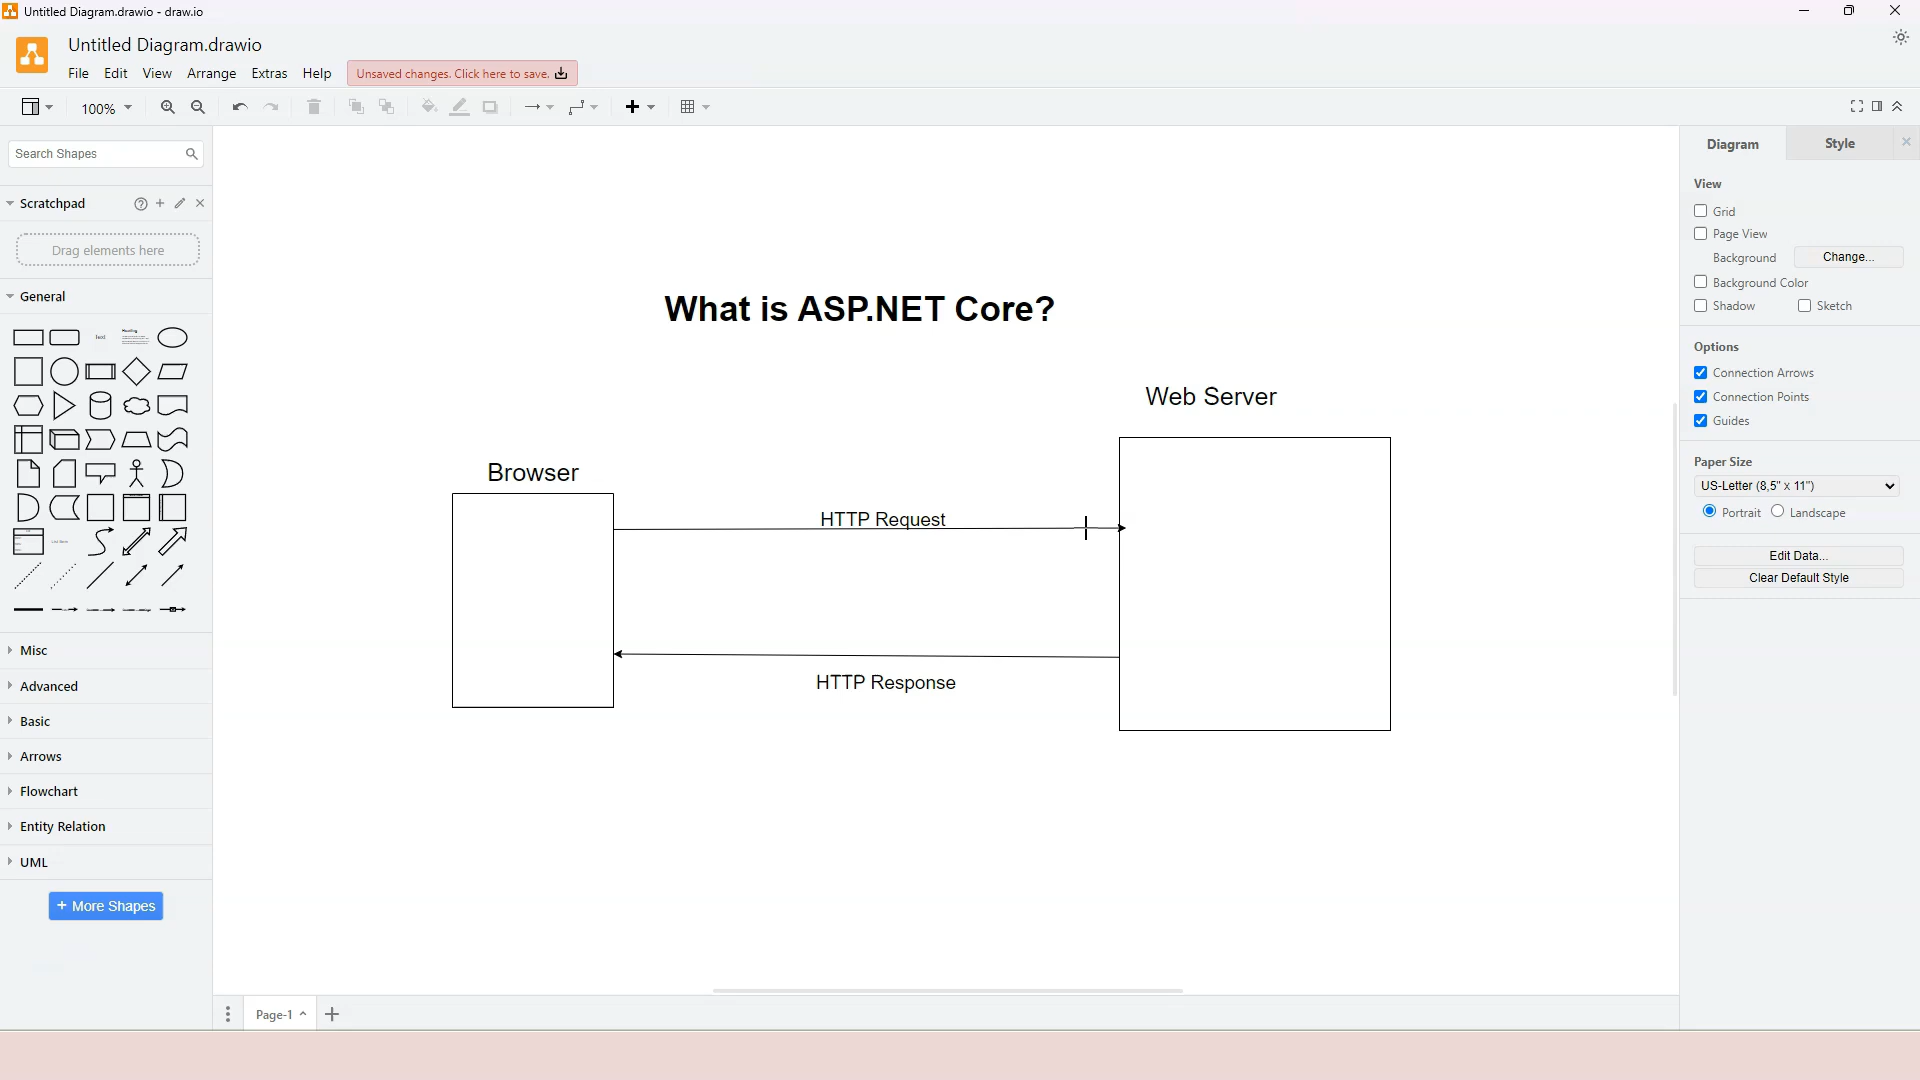 Untitled Diagram.drawio - draw.io
Untitled Diagram.drawio
File Edit View Arrange Extras Help Unsaved changes. Click here to save.
100%
Search Shapes
Scratchpad
Drag elements here
General
Text
Heading
Misc
Advanced
Basic
Arrows
Flowchart
Entity Relation
UML
+ More Shapes
What is ASP.NET Core?
Web Server
Browser
HTTP Request
HTTP Response
Page-1
Diagram Style
View
Grid
Page View
Background Change...
Background Color
Shadow Sketch
Options
Connection Arrows
Connection Points
Guides
Paper Size
US-Letter (8,5" x 11")
Portrait Landscape
Edit Data...
Clear Default Style